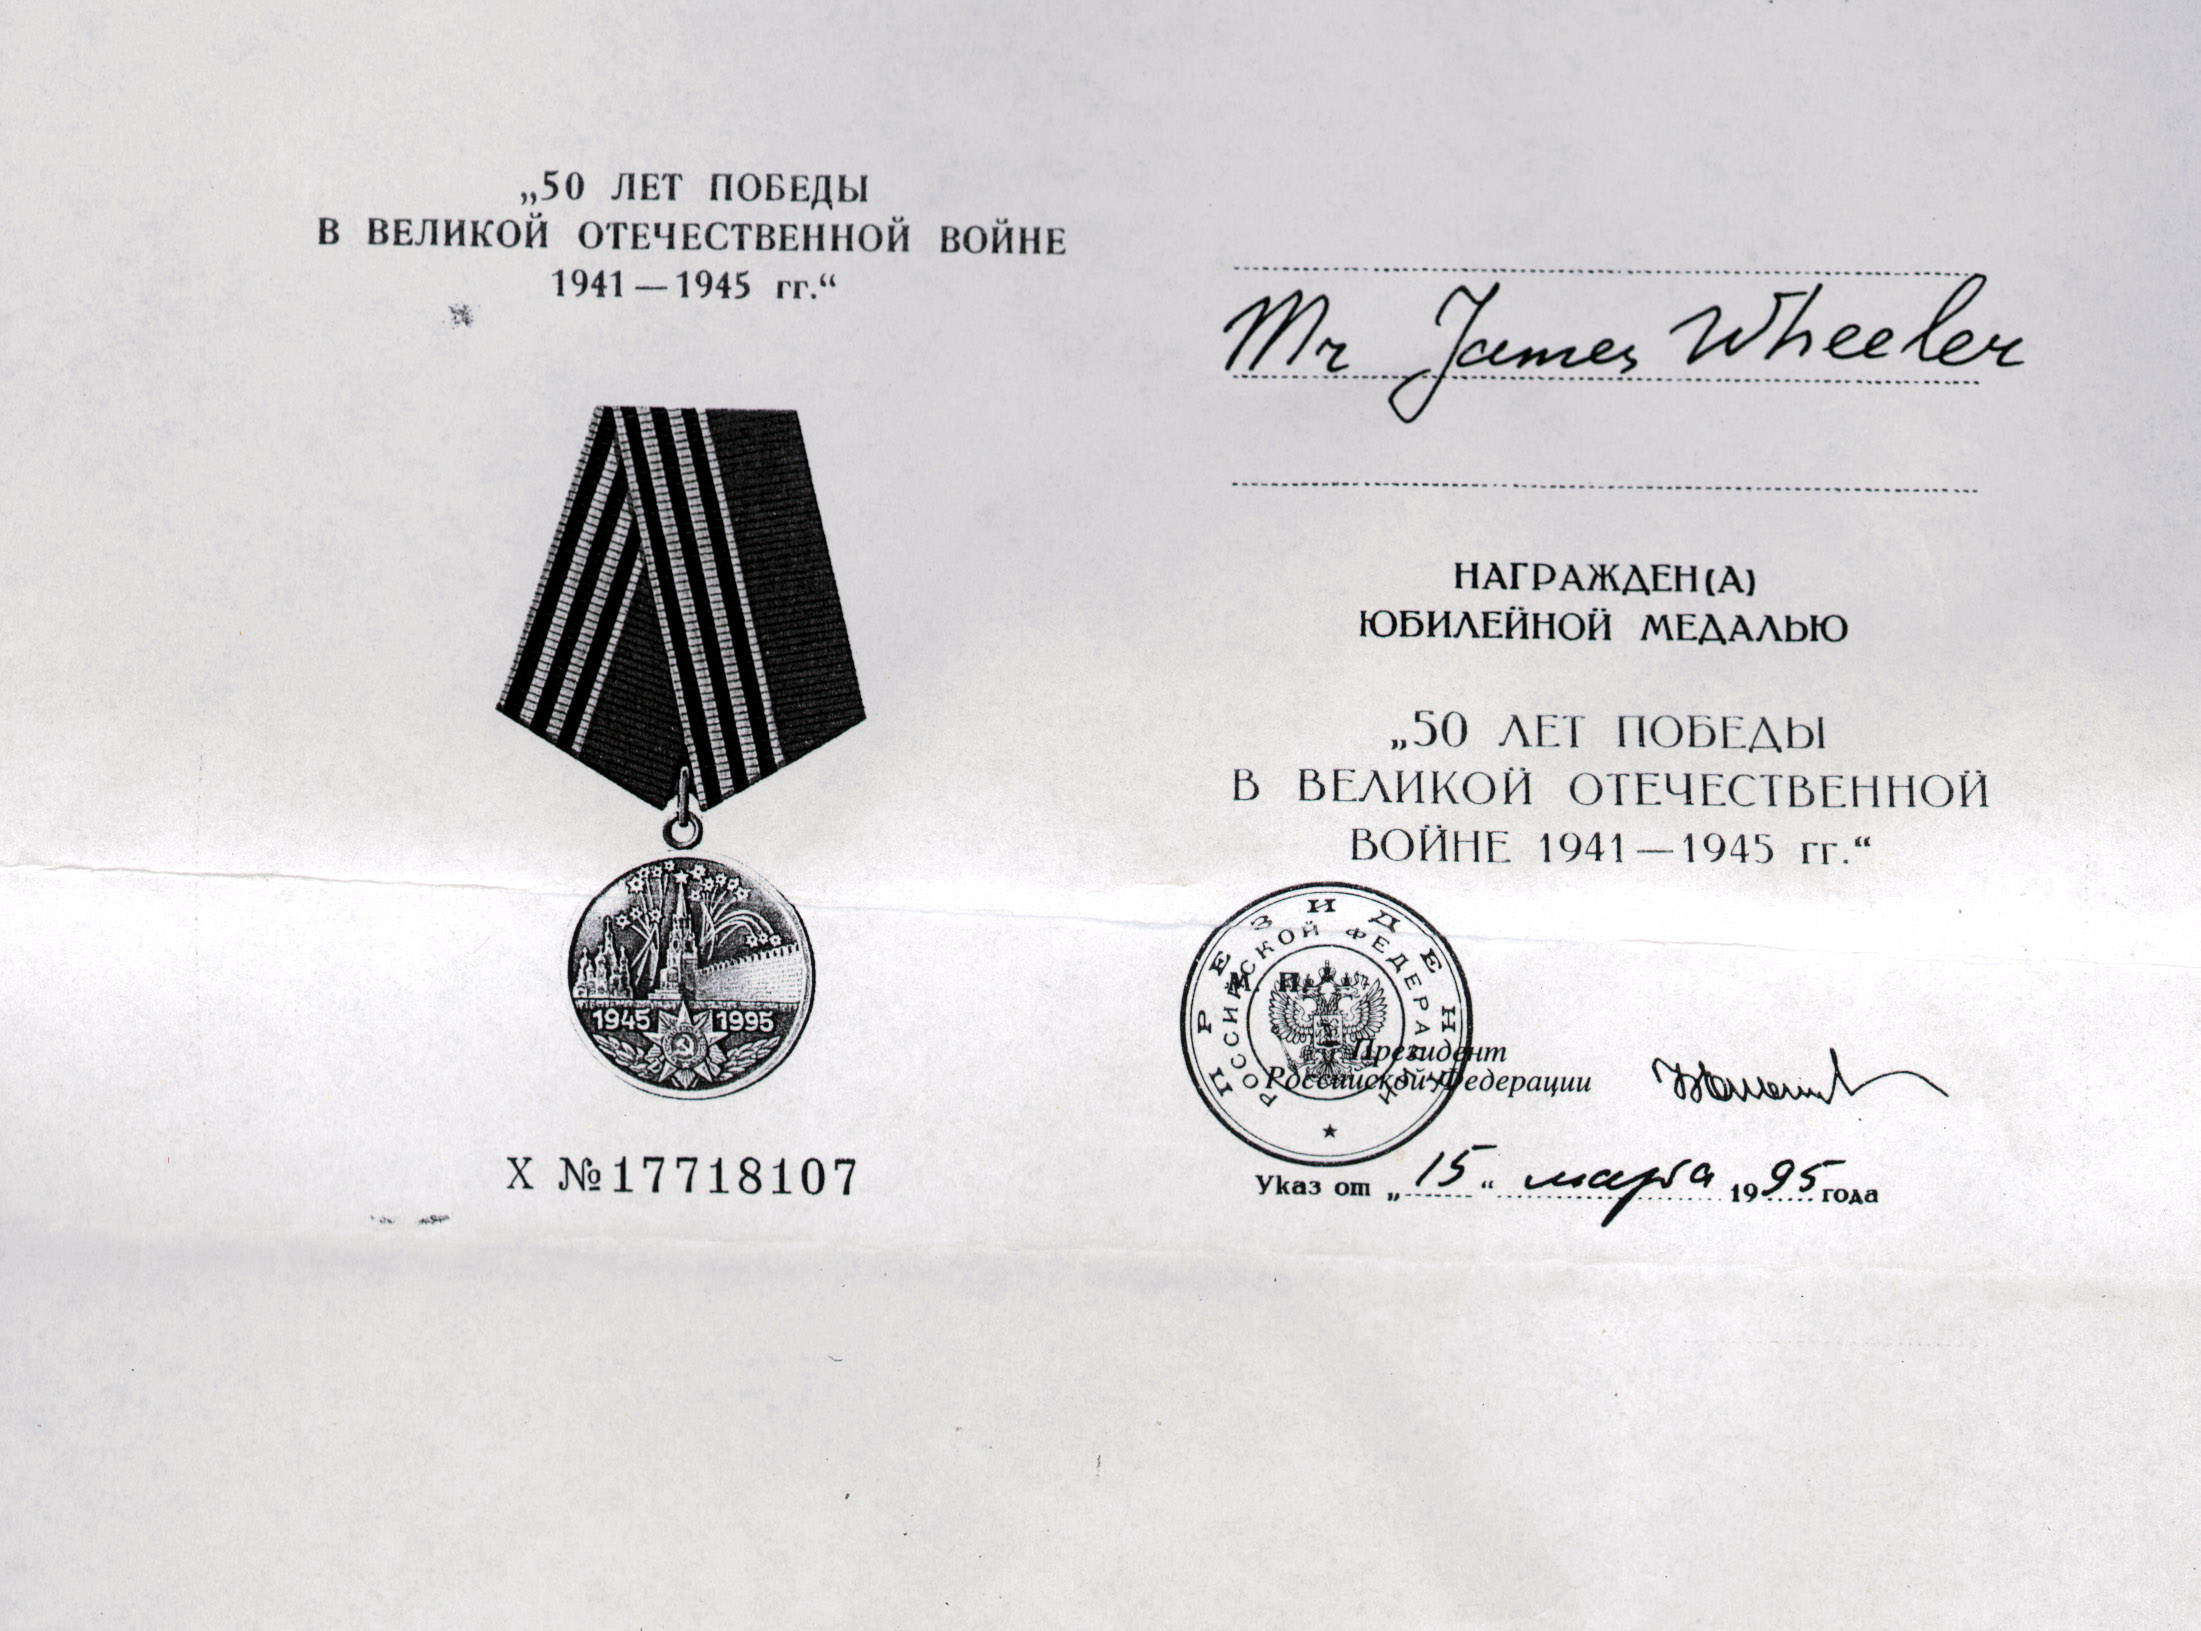 „50 ЛЕТ ПОБЕДЫ
В ВЕЛИКОЙ ОТЕЧЕСТВЕННОЙ ВОЙНЕ
1941—1945 гг.“
1945 1995
X №17718107
Mr James Wheeler
НАГРАЖДЕН(А)
ЮБИЛЕЙНОЙ МЕДАЛЬЮ
„50 ЛЕТ ПОБЕДЫ
В ВЕЛИКОЙ ОТЕЧЕСТВЕННОЙ
ВОЙНЕ 1941—1945 гг.“
ПРЕЗИДЕН
РОССИЙСКОЙ ФЕДЕРАЦИИ
М. П.
Президент
Российской Федерации
Указ от „15“ марта 1995 года